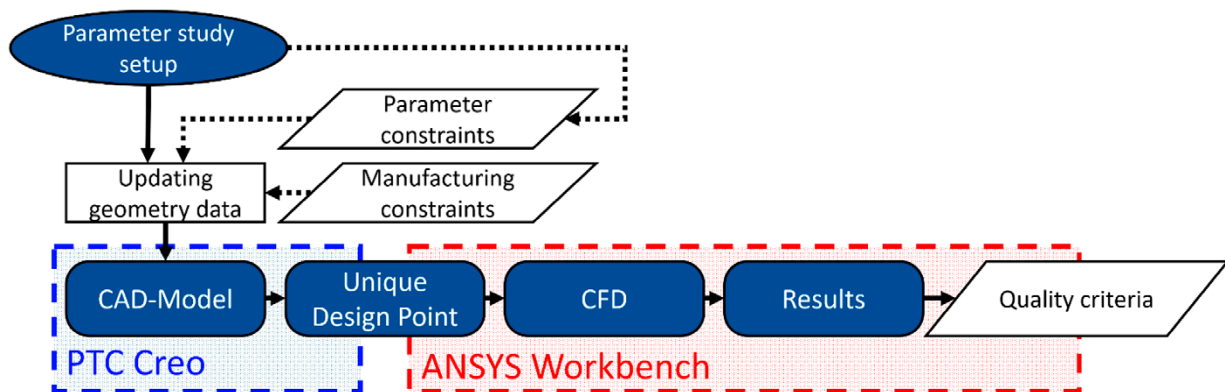 Parameter study
setup
Parameter
constraints
Updating
geometry data
Manufacturing
constraints
CAD-Model
Unique
Design Point
CFD
Results
Quality criteria
PTC Creo
ANSYS Workbench